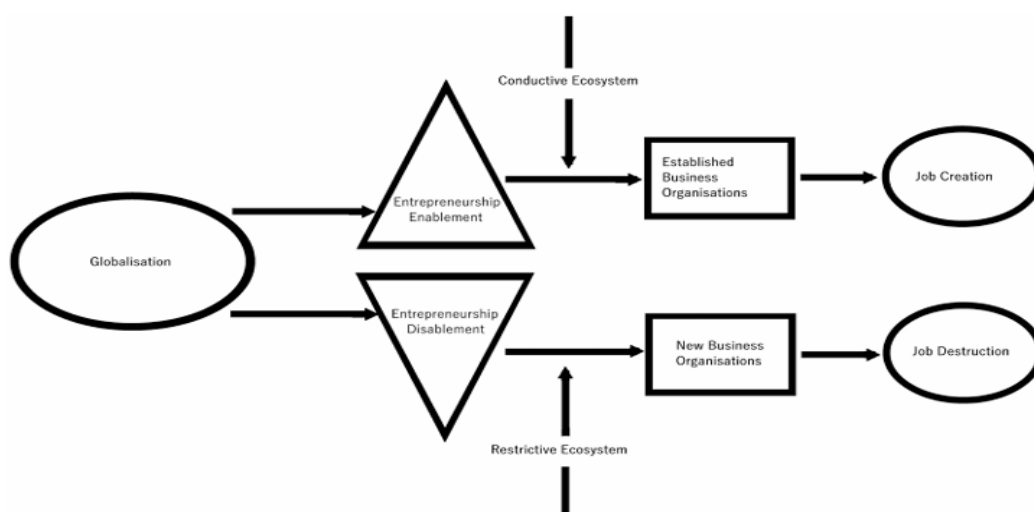 Conductive Ecosystem
Established
Business
Organisations
Job Creation
Entrepreneurship
Enablement
Globalisation
Entrepreneurship
Disablement
New Business
Organisations
Job Destruction
Restrictive Ecosystem